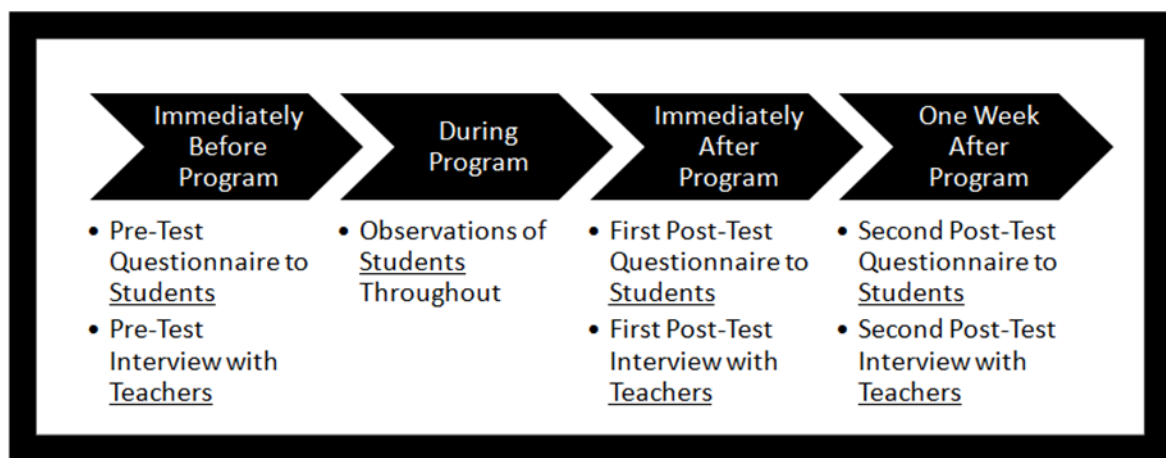 Immediately
Before
Program
• Pre-Test
Questionnaire to
Students
• Pre-Test
Interview with
Teachers
During
Program
• Observations of
Students
Throughout
Immediately
After
Program
• First Post-Test
Questionnaire to
Students
• First Post-Test
Interview with
Teachers
One Week
After
Program
• Second Post-Test
Questionnaire to
Students
• Second Post-Test
Interview with
Teachers